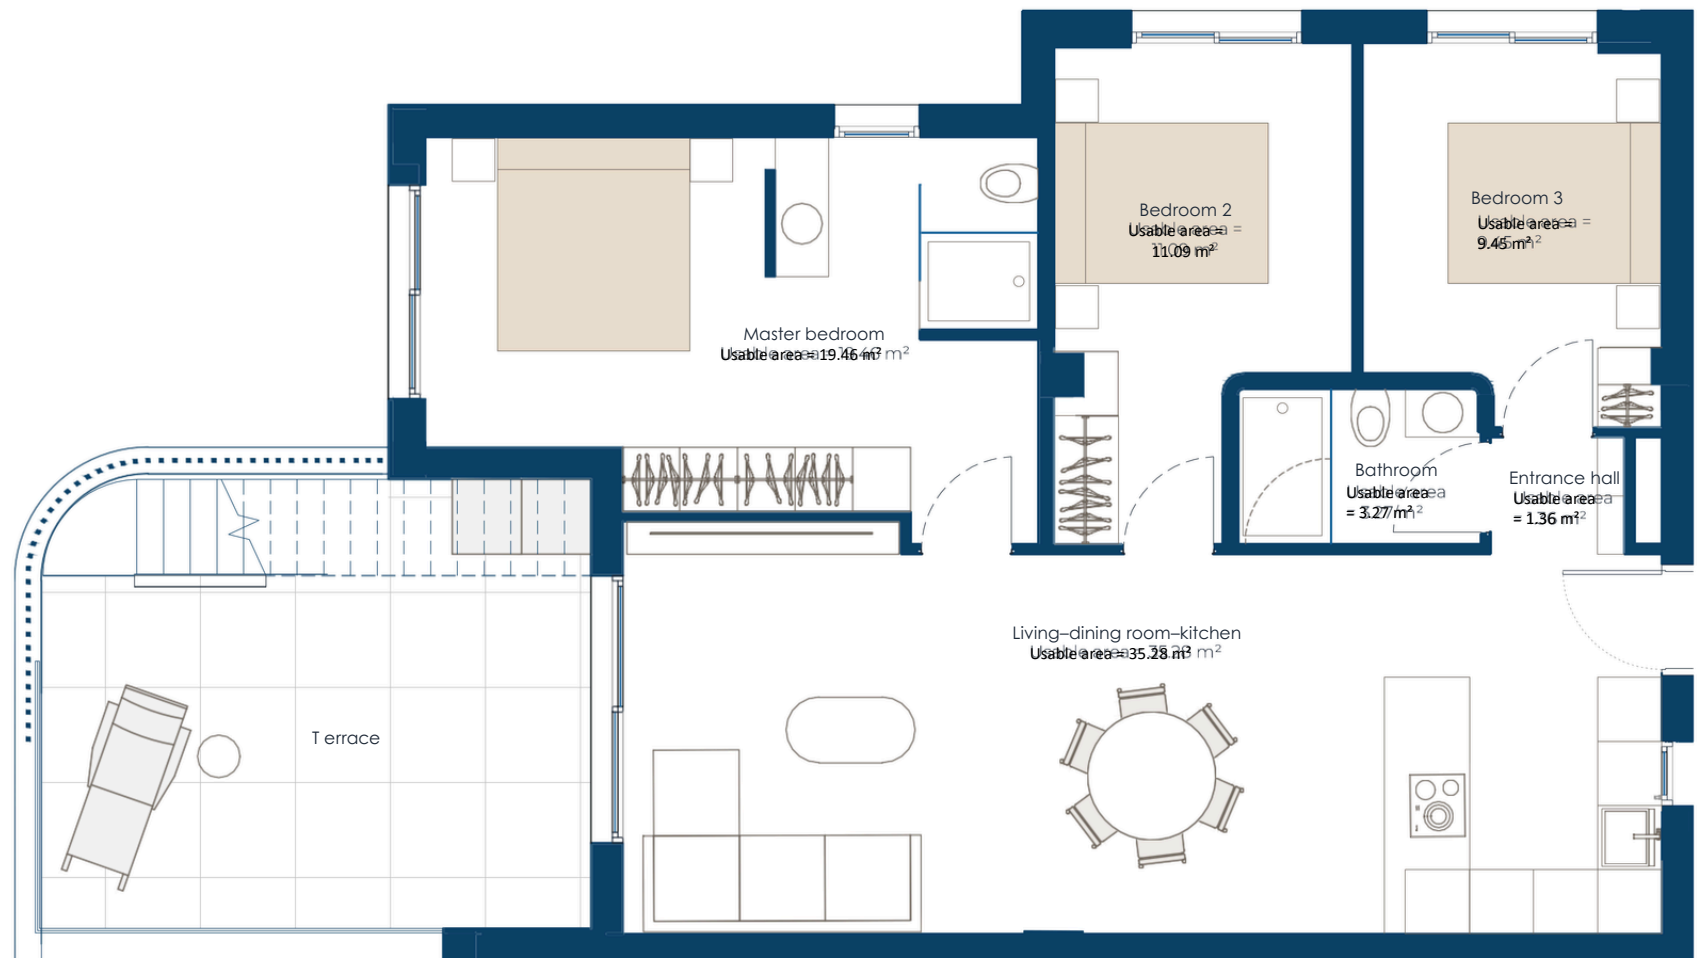 Bedroom 2
Usable area =
11.09 m²
Bedroom 3
Usable area =
9.45 m²
Master bedroom
Usable area = 19.46 m²
Bathroom
Usable area
= 3.27 m²
Entrance hall
Usable area
= 1.36 m²
Living–dining room–kitchen
Usable area = 35.28 m²
T errace